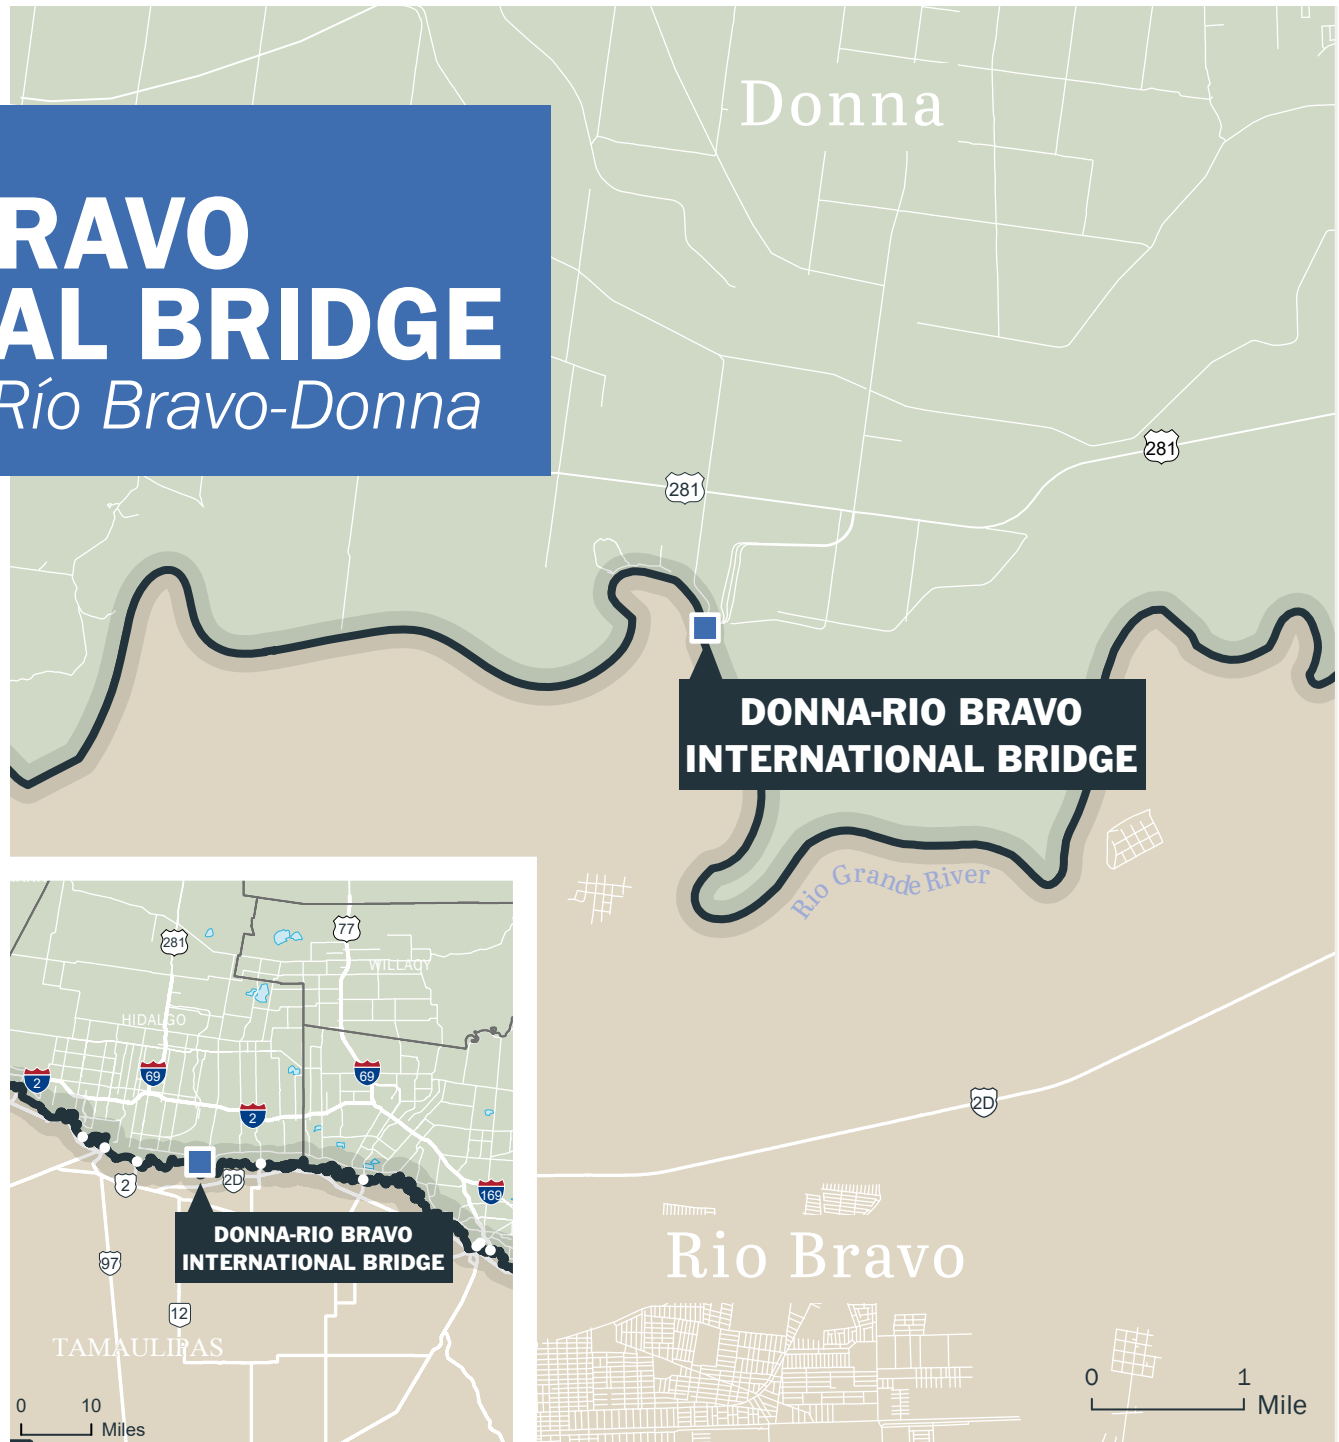 Donna
RAVO
AL BRIDGE
Río Bravo-Donna
281
281
DONNA-RIO BRAVO
INTERNATIONAL BRIDGE
Rio Grande River
2D
Rio Bravo
0 1
Mile
77
281
WILLACY
HIDALGO
2
69
69
2
2
2D
169
DONNA-RIO BRAVO
INTERNATIONAL BRIDGE
97
12
TAMAULIPAS
0 10
Miles